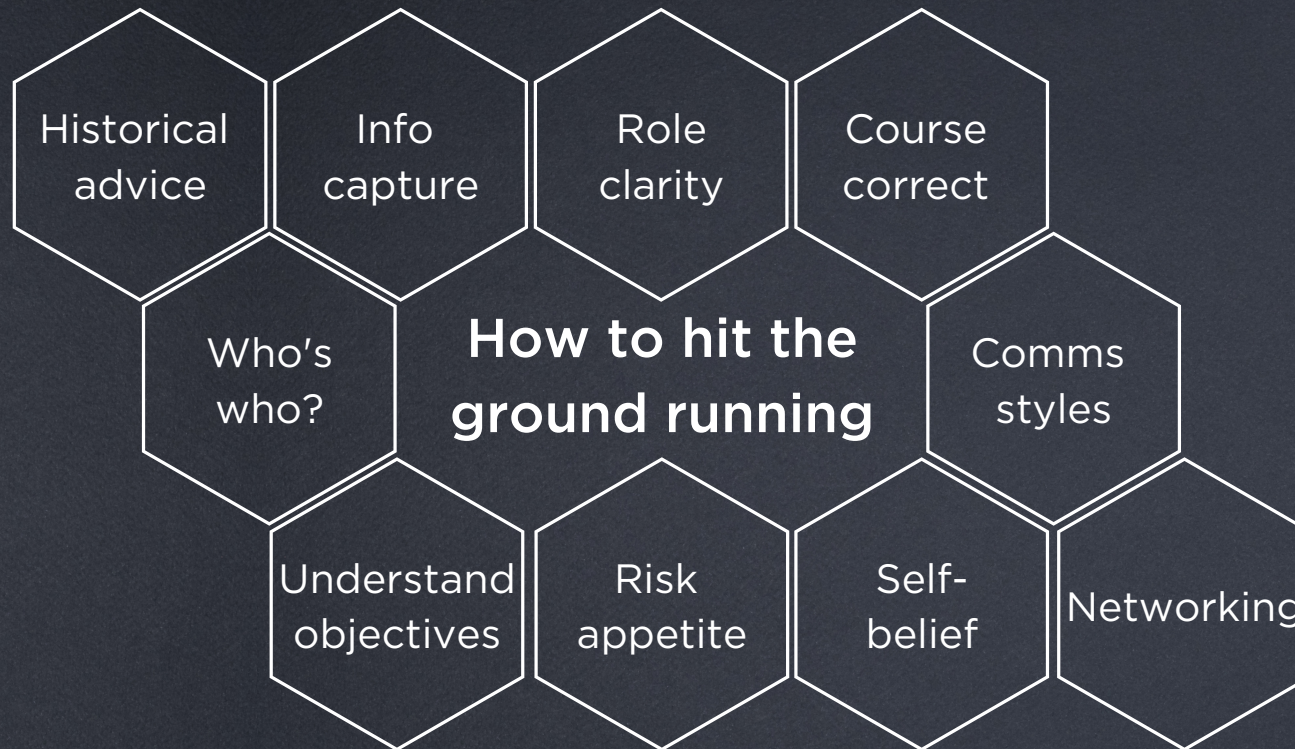 Historical
advice
Info
capture
Role
clarity
Course
correct
Who's
who?
How to hit the
ground running
Comms
styles
Understand
objectives
Risk
appetite
Self-
belief
Networking